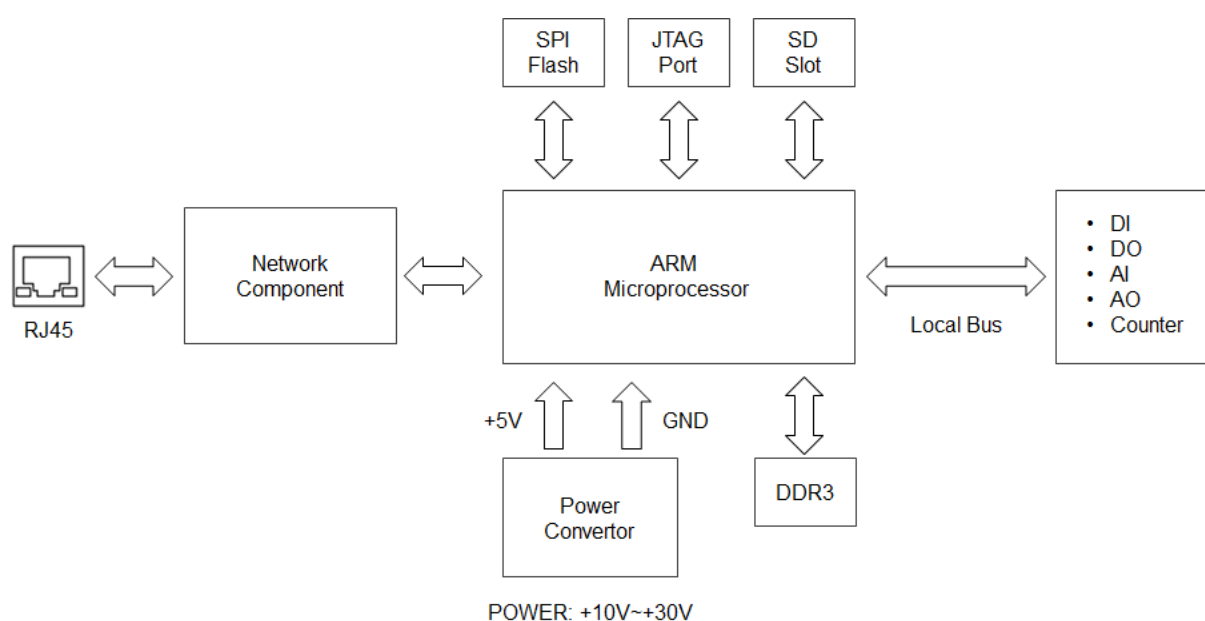 SPI
Flash
JTAG
Port
SD
Slot
RJ45
Network
Component
ARM
Microprocessor
Local Bus
• DI
• DO
• AI
• AO
• Counter
+5V
GND
Power
Convertor
DDR3
POWER: +10V~+30V